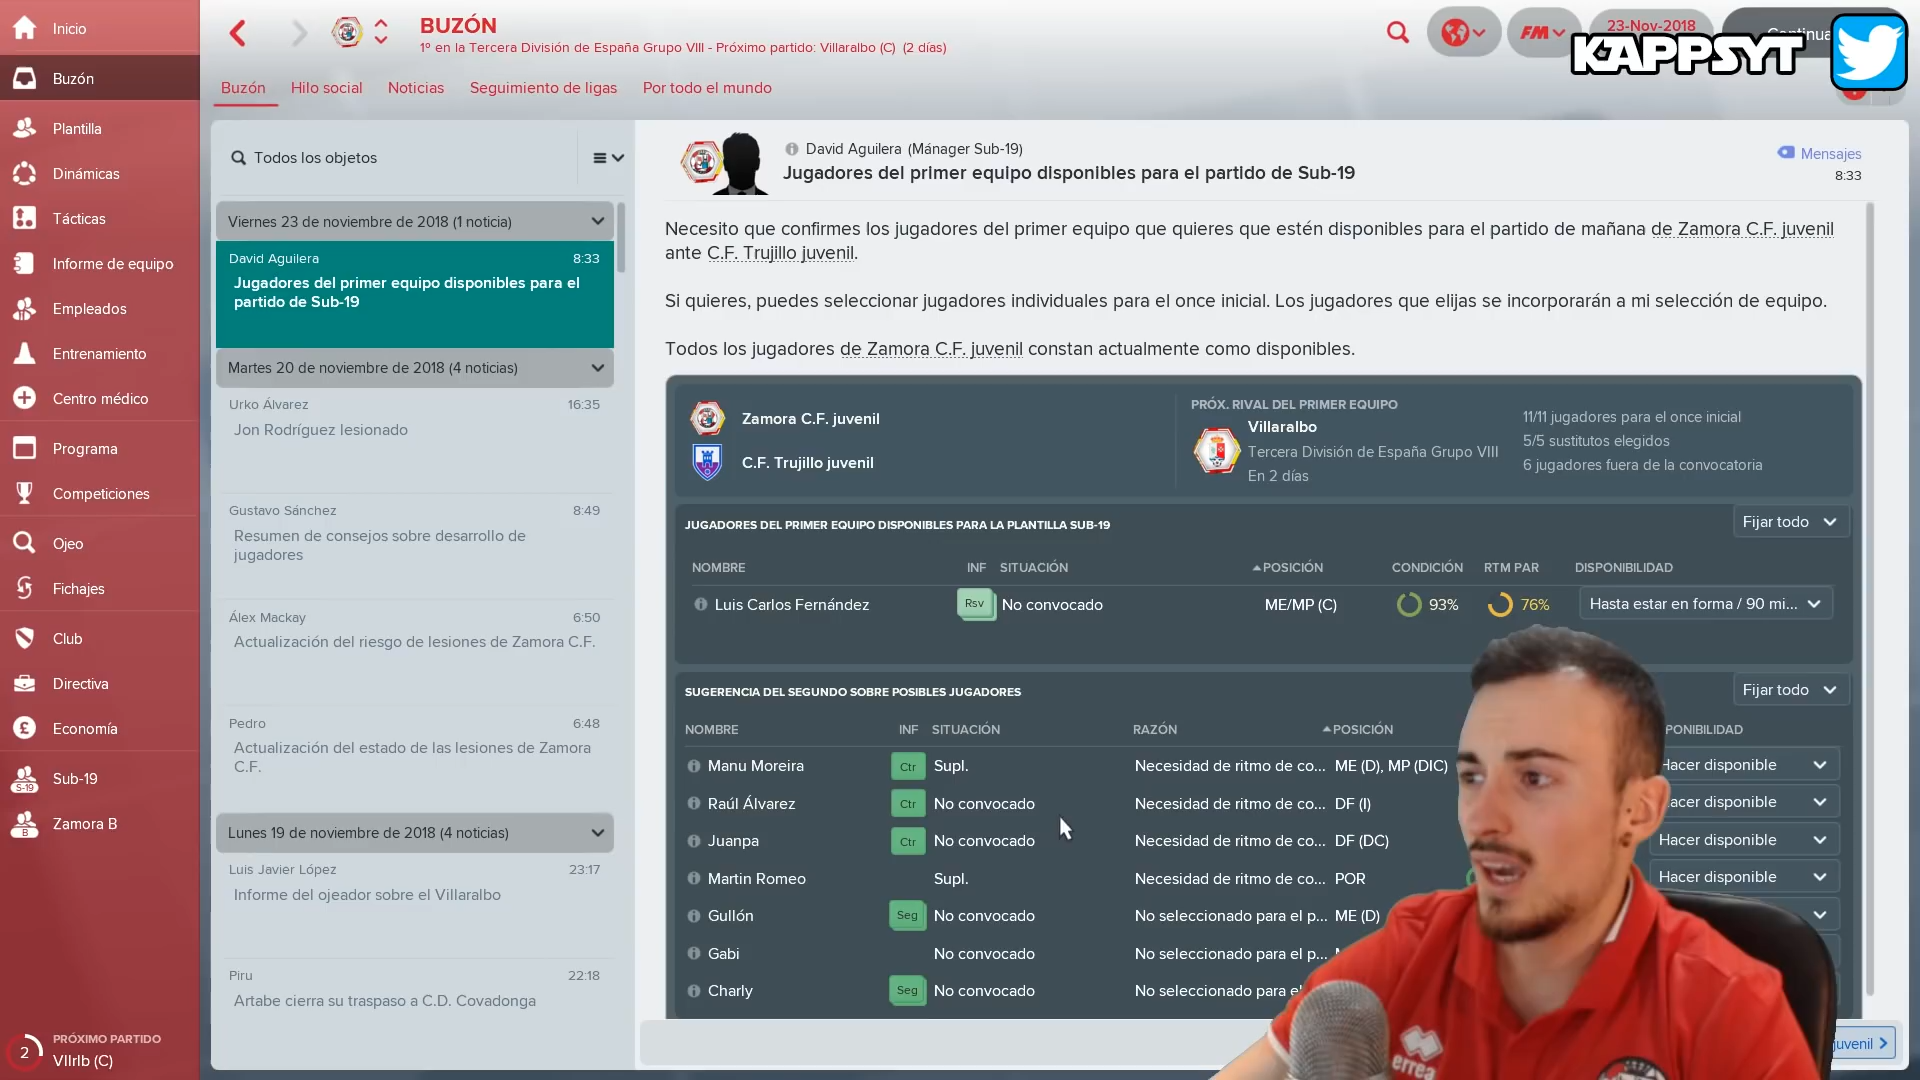 Inicio
Buzón
Plantilla
Dinámicas
Tácticas
Informe de equipo
Empleados
Entrenamiento
Centro médico
Programa
Competiciones
Ojeo
Fichajes
Club
Directiva
Economía
S-19
Sub-19
B
Zamora B
2
PRÓXIMO PARTIDO
Vllrlb (C)
BUZÓN
1º en la Tercera División de España Grupo VIII - Próximo partido: Villaralbo (C) (2 días)
FM
23-Nov-2018
KAPPSYT
Buzón Hilo social Noticias Seguimiento de ligas Por todo el mundo
Todos los objetos
Viernes 23 de noviembre de 2018 (1 noticia)
David Aguilera 8:33
Jugadores del primer equipo disponibles para el
partido de Sub-19
Martes 20 de noviembre de 2018 (4 noticias)
Urko Álvarez 16:35
Jon Rodríguez lesionado
Gustavo Sánchez 8:49
Resumen de consejos sobre desarrollo de
jugadores
Álex Mackay 6:50
Actualización del riesgo de lesiones de Zamora C.F.
Pedro 6:48
Actualización del estado de las lesiones de Zamora
C.F.
Lunes 19 de noviembre de 2018 (4 noticias)
Luis Javier López 23:17
Informe del ojeador sobre el Villaralbo
Piru 22:18
Artabe cierra su traspaso a C.D. Covadonga
David Aguilera (Mánager Sub-19)
Jugadores del primer equipo disponibles para el partido de Sub-19
Mensajes
8:33
Necesito que confirmes los jugadores del primer equipo que quieres que estén disponibles para el partido de mañana de Zamora C.F. juvenil
ante C.F. Trujillo juvenil.
Si quieres, puedes seleccionar jugadores individuales para el once inicial. Los jugadores que elijas se incorporarán a mi selección de equipo.
Todos los jugadores de Zamora C.F. juvenil constan actualmente como disponibles.
Zamora C.F. juvenil
C.F. Trujillo juvenil
PRÓX. RIVAL DEL PRIMER EQUIPO
Villaralbo
Tercera División de España Grupo VIII
En 2 días
11/11 jugadores para el once inicial
5/5 sustitutos elegidos
6 jugadores fuera de la convocatoria
JUGADORES DEL PRIMER EQUIPO DISPONIBLES PARA LA PLANTILLA SUB-19 Fijar todo
NOMBRE INF SITUACIÓN POSICIÓN CONDICIÓN RTM PAR DISPONIBILIDAD
Luis Carlos Fernández Rsv No convocado ME/MP (C) 93% 76% Hasta estar en forma / 90 mi...
SUGERENCIA DEL SEGUNDO SOBRE POSIBLES JUGADORES Fijar todo
NOMBRE INF SITUACIÓN RAZÓN POSICIÓN PONIBILIDAD
Manu Moreira Ctr Supl. Necesidad de ritmo de co... ME (D), MP (DIC) Hacer disponible
Raúl Álvarez Ctr No convocado Necesidad de ritmo de co... DF (I) acer disponible
Juanpa Ctr No convocado Necesidad de ritmo de co... DF (DC) Hacer disponible
Martin Romeo Supl. Necesidad de ritmo de co... POR Hacer disponible
Gullón Seg No convocado No seleccionado para el p... ME (D)
Gabi No convocado No seleccionado para el p...
Charly Seg No convocado No seleccionado para el
juvenil
errea